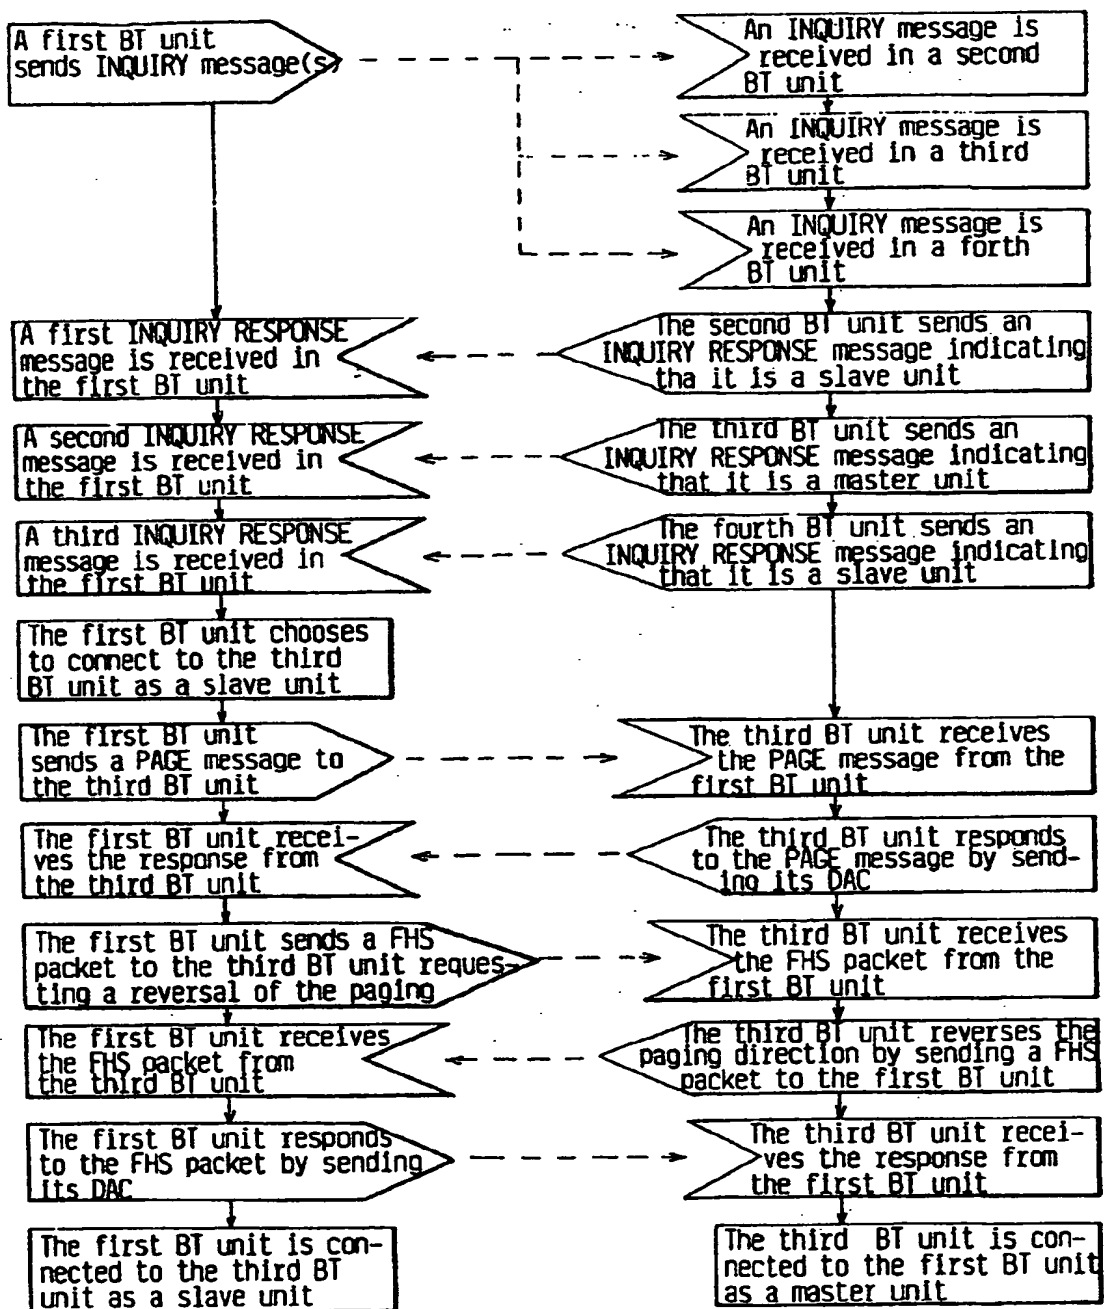 A first BT unit
sends INQUIRY message(s)
An INQUIRY message is
received in a second
BT unit
An INQUIRY message is
received in a third
BT unit
An INQUIRY message is
received in a forth
BT unit
A first INQUIRY RESPONSE
message is received in
the first BT unit
The second BT unit sends an
INQUIRY RESPONSE message indicating
tha it is a slave unit
A second INQUIRY RESPONSE
message is received in
the first BT unit
The third BT unit sends an
INQUIRY RESPONSE message indicating
that it is a master unit
A third INQUIRY RESPONSE
message is received in
the first BT unit
The fourth BT unit sends an
INQUIRY RESPONSE message indicating
that it is a slave unit
The first BT unit chooses
to connect to the third
BT unit as a slave unit
The first BT unit
sends a PAGE message to
the third BT unit
The third BT unit receives
the PAGE message from the
first BT unit
The first BT unit recei-
ves the response from
the third BT unit
The third BT unit responds
to the PAGE message by send-
ing its DAC
The first BT unit sends a FHS
packet to the third BT unit reques-
ting a reversal of the paging
The third BT unit receives
the FHS packet from the
first BT unit
The first BT unit receives
the FHS packet from
the third BT unit
The third BT unit reverses the
paging direction by sending a FHS
packet to the first BT unit
The first BT unit responds
to the FHS packet by sending
its DAC
The third BT unit recei-
ves the response from
the first BT unit
The first BT unit is con-
nected to the third BT
unit as a slave unit
The third BT unit is con-
nected to the first BT unit
as a master unit